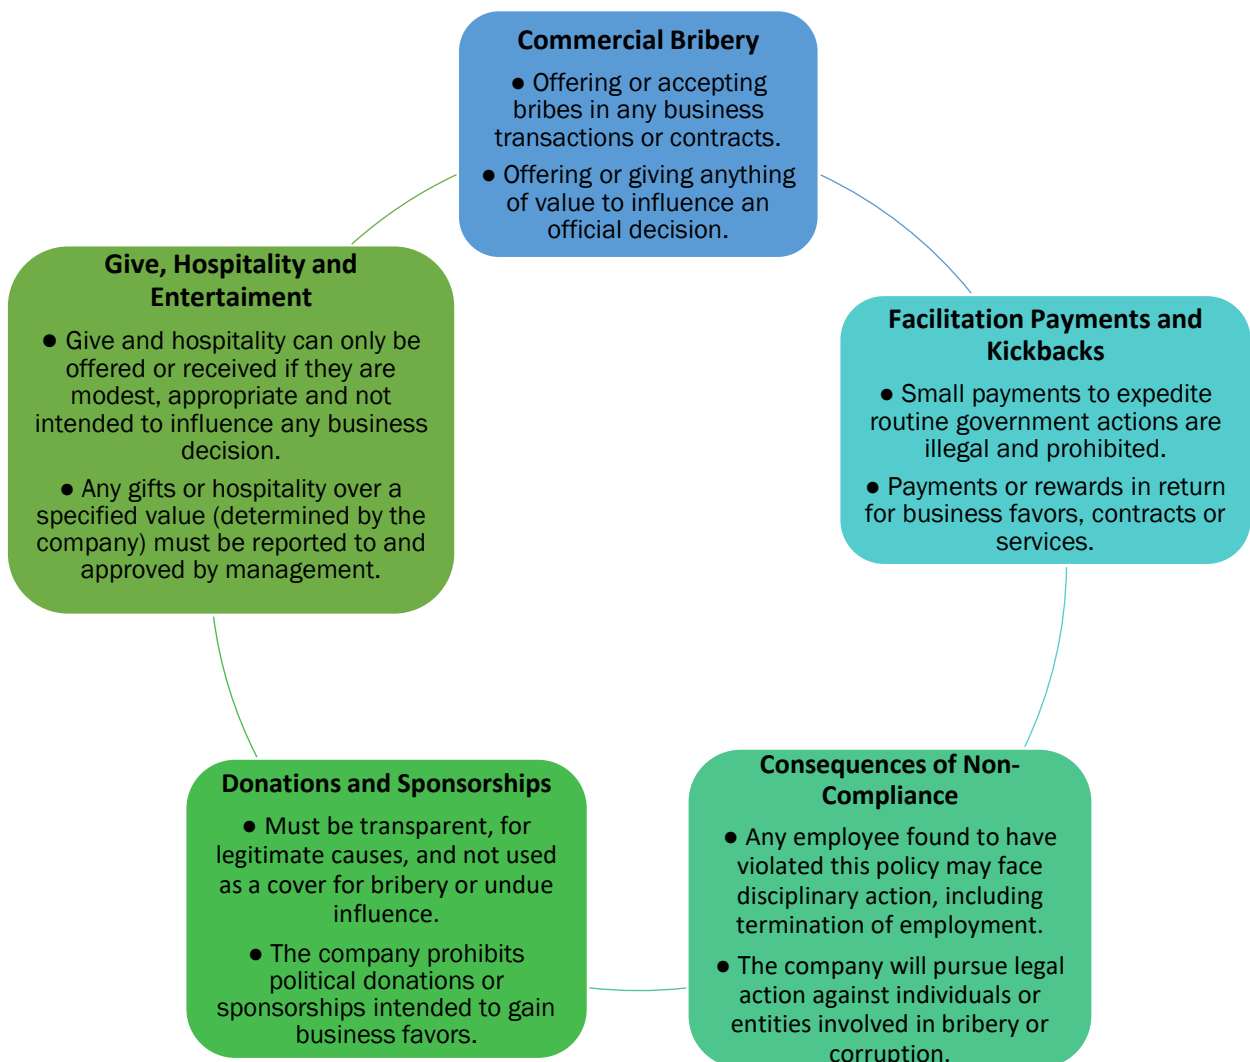 Commercial Bribery
● Offering or accepting
bribes in any business
transactions or contracts.
● Offering or giving anything
of value to influence an
official decision.
Facilitation Payments and
Kickbacks
● Small payments to expedite
routine government actions are
illegal and prohibited.
● Payments or rewards in return
for business favors, contracts or
services.
Consequences of Non-
Compliance
● Any employee found to have
violated this policy may face
disciplinary action, including
termination of employment.
● The company will pursue legal
action against individuals or
entities involved in bribery or
corruption.
Donations and Sponsorships
● Must be transparent, for
legitimate causes, and not used
as a cover for bribery or undue
influence.
● The company prohibits
political donations or
sponsorships intended to gain
business favors.
Give, Hospitality and
Entertaiment
● Give and hospitality can only be
offered or received if they are
modest, appropriate and not
intended to influence any business
decision.
● Any gifts or hospitality over a
specified value (determined by the
company) must be reported to and
approved by management.